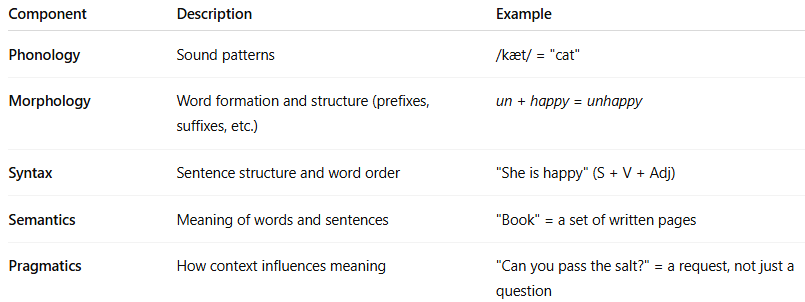 Component Description Example
Phonology Sound patterns /kæt/ = "cat"
Morphology Word formation and structure (prefixes, un + happy = unhappy
suffixes, etc.)
Syntax Sentence structure and word order "She is happy" (S + V + Adj)
Semantics Meaning of words and sentences "Book" = a set of written pages
Pragmatics How context influences meaning "Can you pass the salt?" = a request, not just a
question